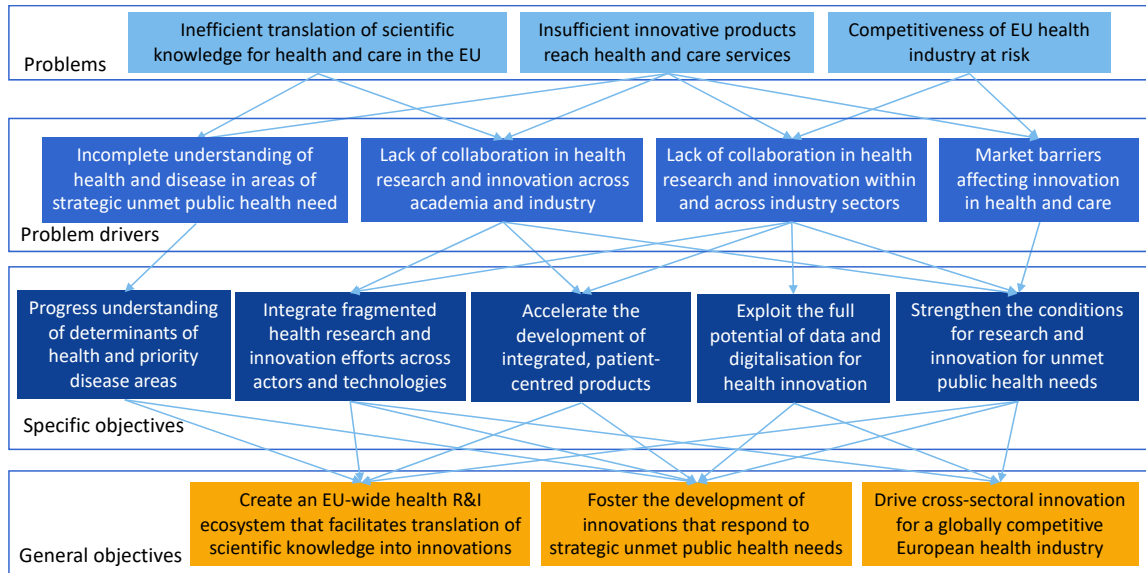 Inefficient translation of scientific
knowledge for health and care in the EU
Insufficient innovative products
reach health and care services
Competitiveness of EU health
industry at risk
Problems
Incomplete understanding of
health and disease in areas of
strategic unmet public health need
Lack of collaboration in health
research and innovation across
academia and industry
Lack of collaboration in health
research and innovation within
and across industry sectors
Market barriers
affecting innovation
in health and care
Problem drivers
Progress understanding
of determinants of
health and priority
disease areas
Integrate fragmented
health research and
innovation efforts across
actors and technologies
Accelerate the
development of
integrated, patient-
centred products
Exploit the full
potential of data and
digitalisation for
health innovation
Strengthen the conditions
for research and
innovation for unmet
public health needs
Specific objectives
Create an EU-wide health R&I
ecosystem that facilitates translation of
scientific knowledge into innovations
Foster the development of
innovations that respond to
strategic unmet public health needs
Drive cross-sectoral innovation
for a globally competitive
European health industry
General objectives